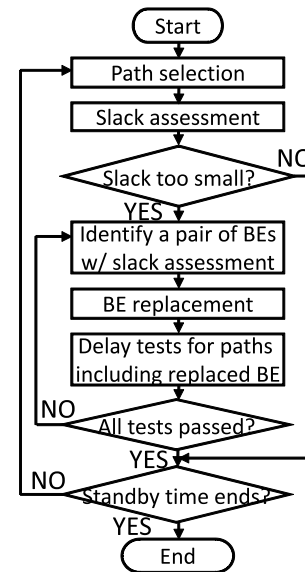 Start
Path selection
Slack assessment
Slack too small?
NO
YES
Identify a pair of BEs
w/ slack assessment
BE replacement
Delay tests for paths
including replaced BE
NO
All tests passed?
YES
NO
Standby time ends?
YES
End